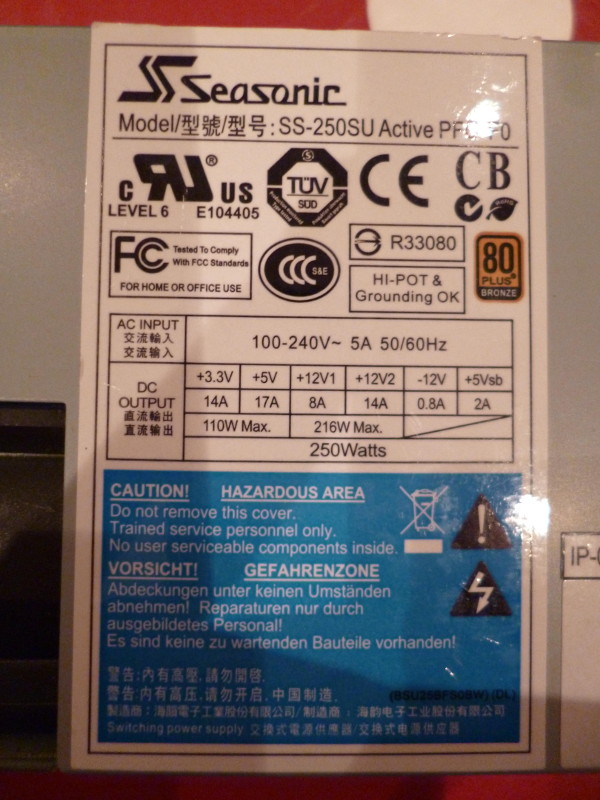 Seasonic
Model/型號/型号: SS-250SU Active PFC F0
c RU ® US
LEVEL 6 E104405
S
TÜV
SÜD
CE
CB
FC Tested To Comply
With FCC Standards
FOR HOME OR OFFICE USE
CCC S&E
R33080
HI-POT &
Grounding OK
80
PLUS
BRONZE
AC INPUT
交流輸入
交流输入
100-240V~ 5A 50/60Hz
DC
OUTPUT
直流輸出
直流输出
+3.3V +5V +12V1 +12V2 -12V +5Vsb
14A 17A 8A 14A 0.8A 2A
110W Max. 216W Max.
250Watts
CAUTION! HAZARDOUS AREA
Do not remove this cover.
Trained service personnel only.
No user serviceable components inside.
VORSICHT! GEFAHRENZONE
Abdeckungen unter keinen Umständen
abnehmen! Reparaturen nur durch
ausgebildetes Personal!
Es sind keine zu wartenden Bauteile vorhanden!
警告:內有高壓,請勿開啓.
警告:内有高压,请勿开启,中国制造.
(DL)
製造商:海韻電子工業股份有限公司/制造商:海韵电子工业股份有限公司
Switching power supply 交換式電源供應器/交换式电源供应器
IP-